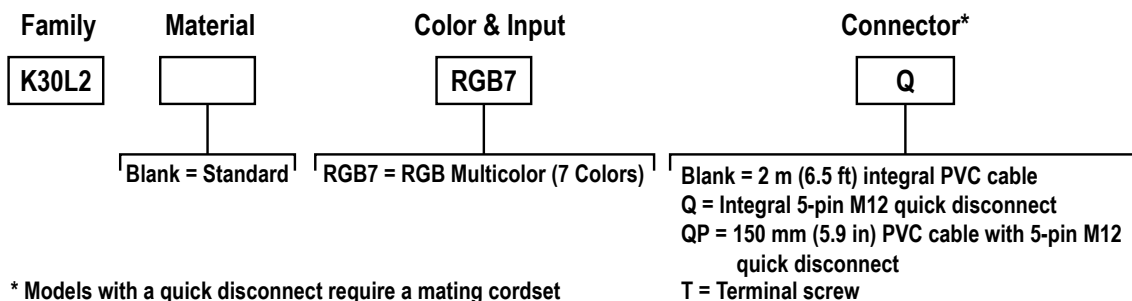 Family Material Color & Input Connector*
K30L2 RGB7 Q
Blank = Standard
RGB7 = RGB Multicolor (7 Colors)
Blank = 2 m (6.5 ft) integral PVC cable
Q = Integral 5-pin M12 quick disconnect
QP = 150 mm (5.9 in) PVC cable with 5-pin M12
quick disconnect
T = Terminal screw
* Models with a quick disconnect require a mating cordset